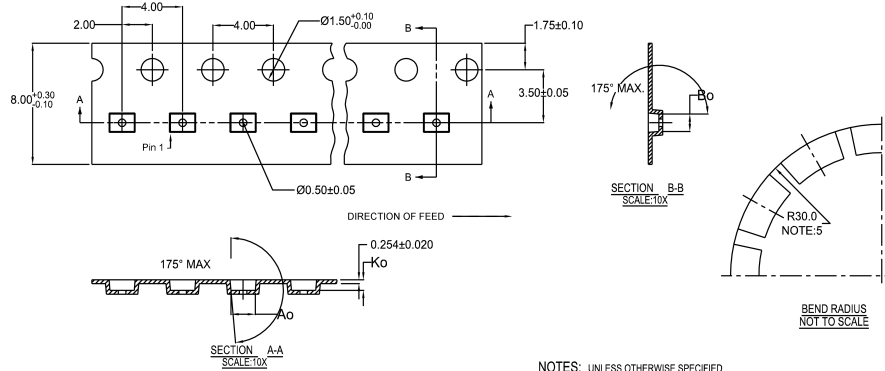 4.00
4.00
2.00
Ø1.50 +0.10 -0.00
B
1.75±0.10
8.00 +0.30 -0.10
A
A
3.50±0.05
Pin 1
B
Ø0.50±0.05
DIRECTION OF FEED
175° MAX.
Bo
SECTION B-B
SCALE:10X
R30.0
NOTE:5
BEND RADIUS
NOT TO SCALE
175° MAX
0.254±0.020
Ko
Ao
SECTION A-A
SCALE:10X
NOTES: UNLESS OTHERWISE SPECIFIED